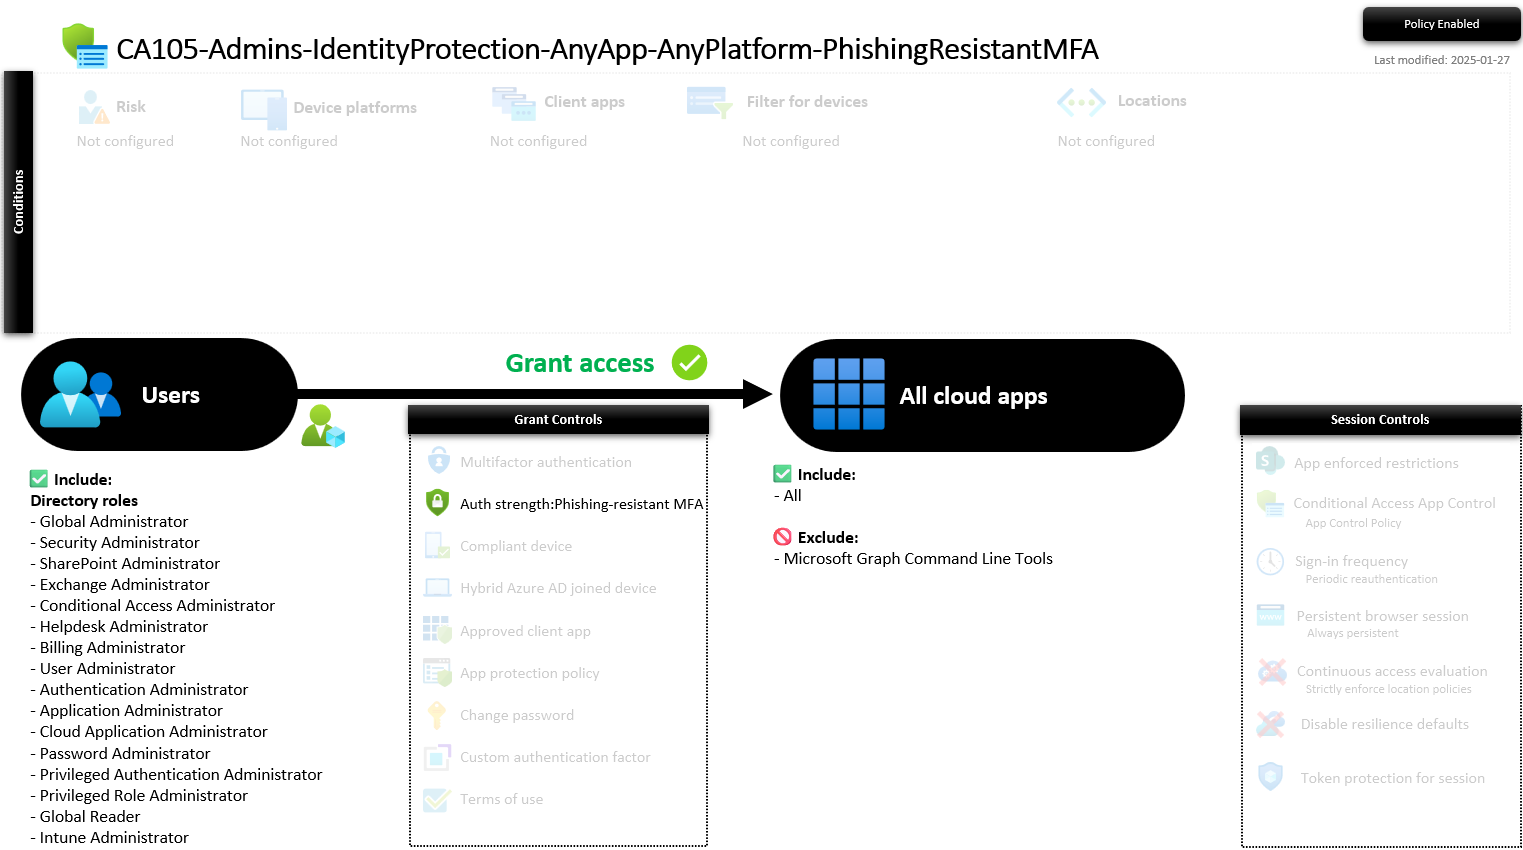 Policy Enabled
CA105-Admins-IdentityProtection-AnyApp-AnyPlatform-PhishingResistantMFA
Last modified: 2025-01-27
Conditions
Risk
Not configured
Device platforms
Not configured
Client apps
Not configured
Filter for devices
Not configured
Locations
Not configured
Users
Grant access
All cloud apps
Include:
Directory roles
- Global Administrator
- Security Administrator
- SharePoint Administrator
- Exchange Administrator
- Conditional Access Administrator
- Helpdesk Administrator
- Billing Administrator
- User Administrator
- Authentication Administrator
- Application Administrator
- Cloud Application Administrator
- Password Administrator
- Privileged Authentication Administrator
- Privileged Role Administrator
- Global Reader
- Intune Administrator
Grant Controls
Multifactor authentication
Auth strength:Phishing-resistant MFA
Compliant device
Hybrid Azure AD joined device
Approved client app
App protection policy
Change password
Custom authentication factor
Terms of use
Include:
- All
Exclude:
- Microsoft Graph Command Line Tools
Session Controls
App enforced restrictions
Conditional Access App Control
App Control Policy
Sign-in frequency
Periodic reauthentication
Persistent browser session
Always persistent
Continuous access evaluation
Strictly enforce location policies
Disable resilience defaults
Token protection for session